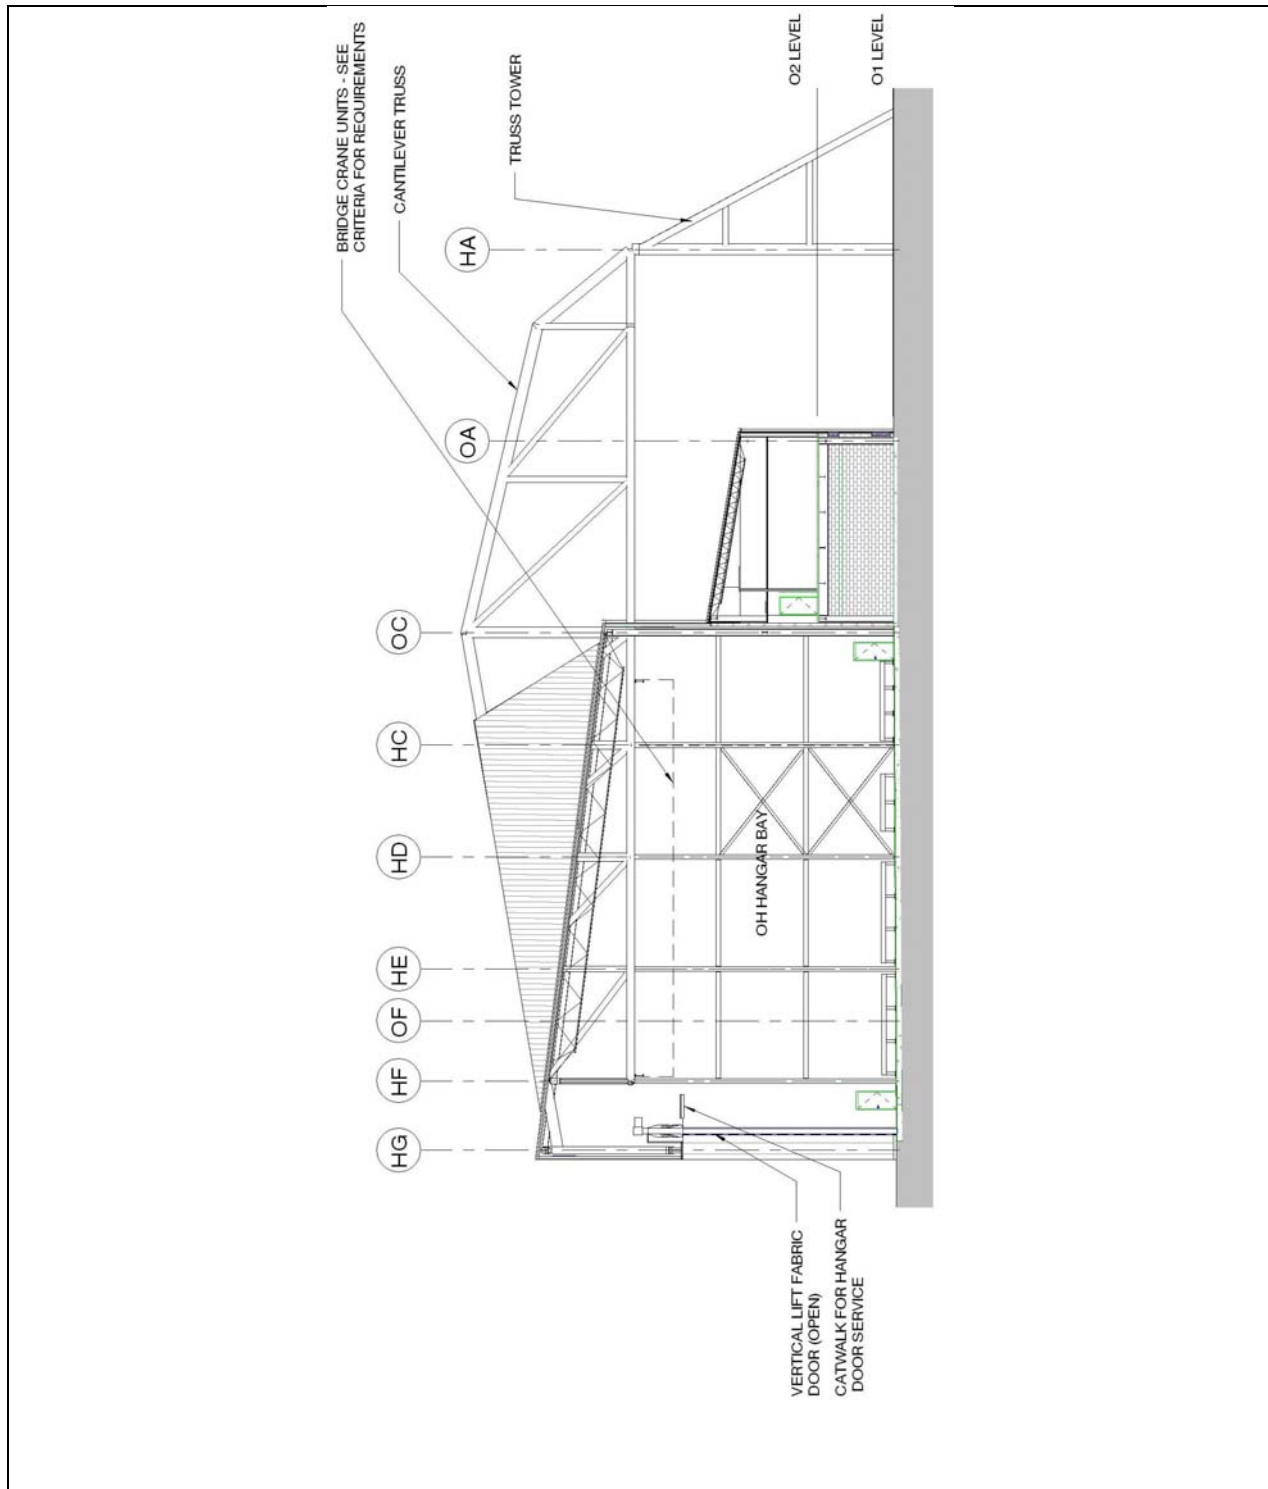 BRIDGE CRANE UNITS - SEE
CRITERIA FOR REQUIREMENTS
CANTILEVER TRUSS
TRUSS TOWER
O2 LEVEL
O1 LEVEL
HG
HF
OF
HE
HD
HC
OC
OA
HA
OH HANGAR BAY
VERTICAL LIFT FABRIC
DOOR (OPEN)
CATWALK FOR HANGAR
DOOR SERVICE